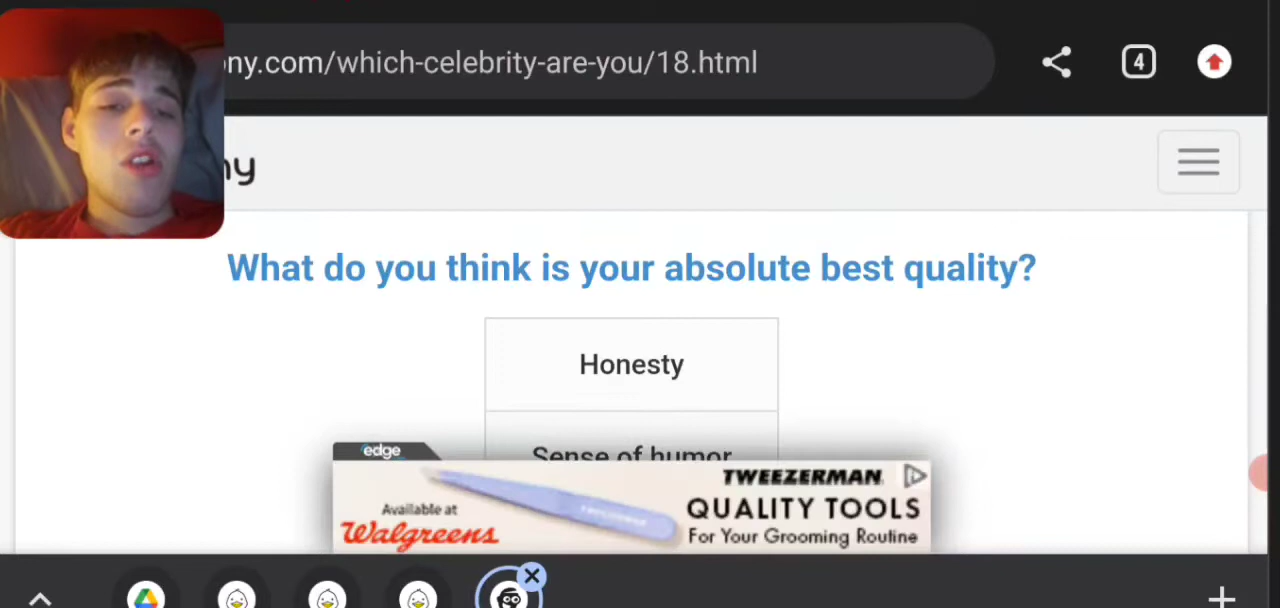 ny.com/which-celebrity-are-you/18.html
4
ny
What do you think is your absolute best quality?
Honesty
Sense of humor
edge
Available at
Walgreens
TWEEZERMAN
QUALITY TOOLS
For Your Grooming Routine